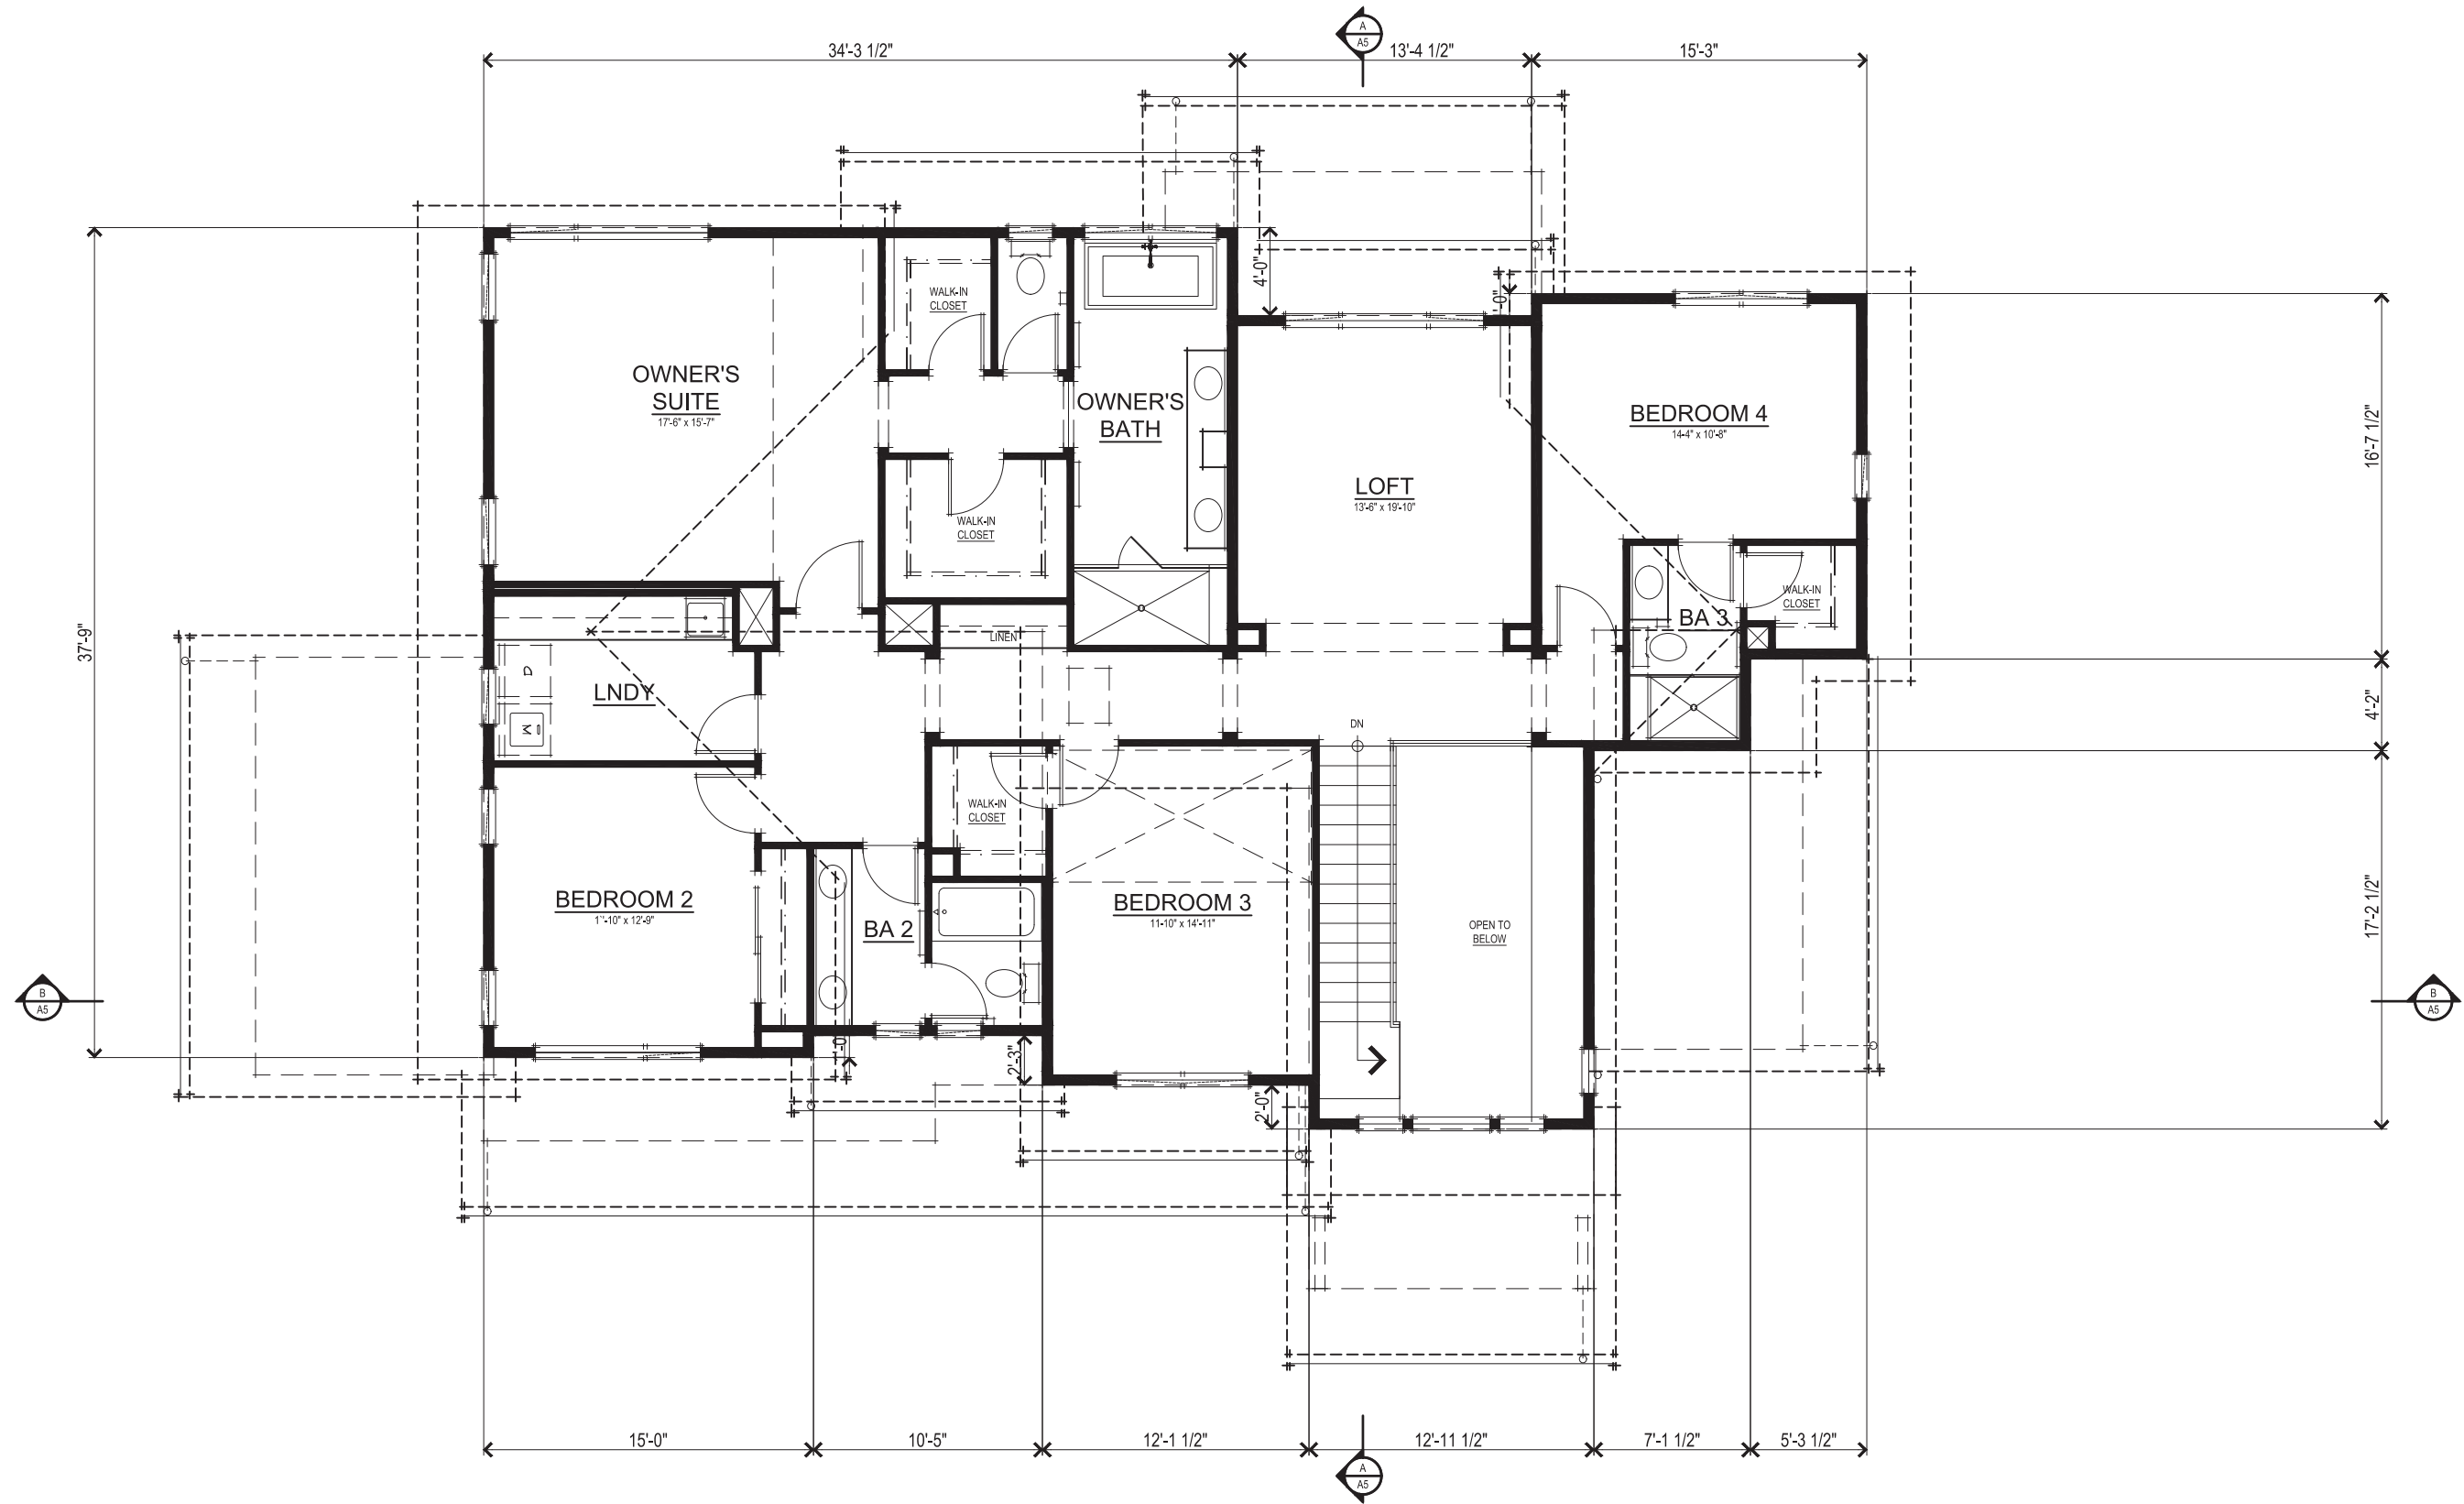 A
A5
34'-3 1/2"
13'-4 1/2"
15'-3"
4'-0"
WALK-IN
CLOSET
OWNER'S
SUITE
17'-6" x 15'-7"
OWNER'S
BATH
BEDROOM 4
14'-4" x 10'-8"
16'-7 1/2"
LOFT
13'-6" x 19'-10"
WALK-IN
CLOSET
WALK-IN
CLOSET
BA 3
37'-9"
LINEN
LNDY
D
W
4'-2"
DN
WALK-IN
CLOSET
BEDROOM 2
BEDROOM 3
11'-10" x 14'-11"
BA 2
OPEN TO
BELOW
17'-2 1/2"
B
A5
B
A5
2'-3"
2'-0"
15'-0"
10'-5"
12'-1 1/2"
12'-11 1/2"
7'-1 1/2"
5'-3 1/2"
A
A5